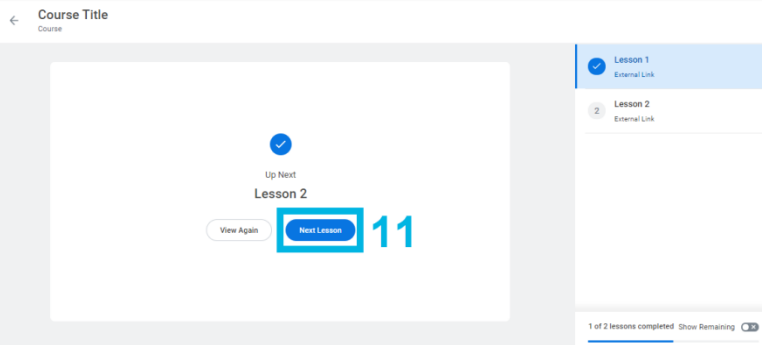 Course Title
Course
Up Next
Lesson 2
View Again
Next Lesson
11
Lesson 1
External Link
2
Lesson 2
External Link
1 of 2 lessons completed
Show Remaining